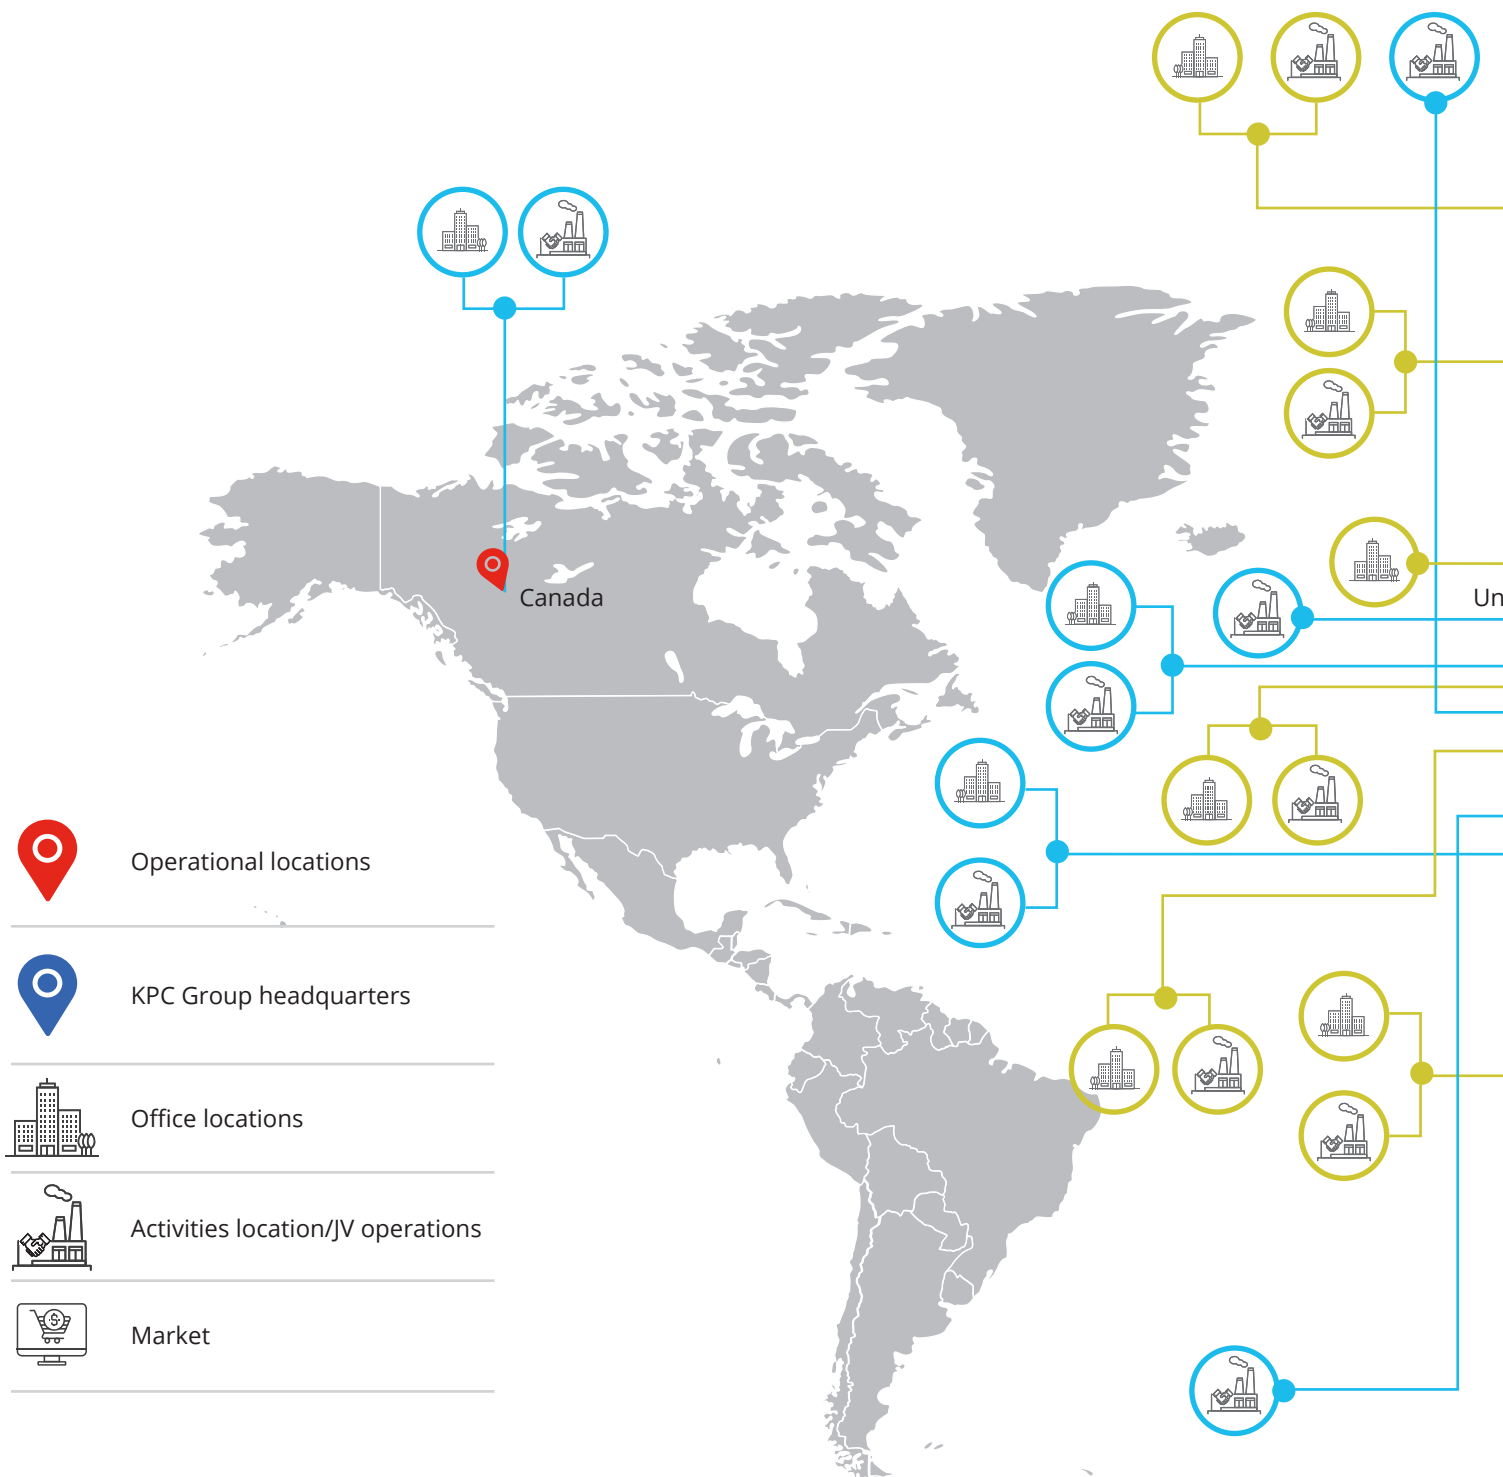 Canada
Un
Operational locations
KPC Group headquarters
Office locations
Activities location/JV operations
$
Market